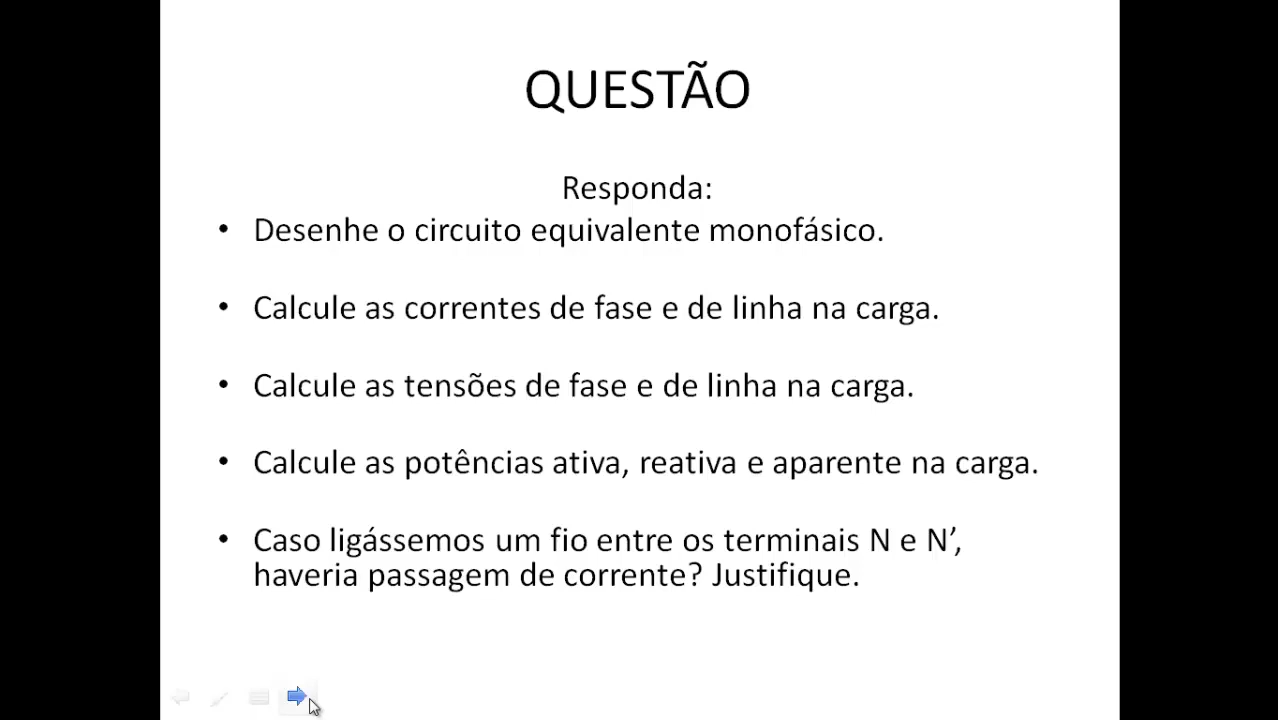 QUESTÃO
Responda:
• Desenhe o circuito equivalente monofásico.
• Calcule as correntes de fase e de linha na carga.
• Calcule as tensões de fase e de linha na carga.
• Calcule as potências ativa, reativa e aparente na carga.
• Caso ligássemos um fio entre os terminais N e N’,
haveria passagem de corrente? Justifique.